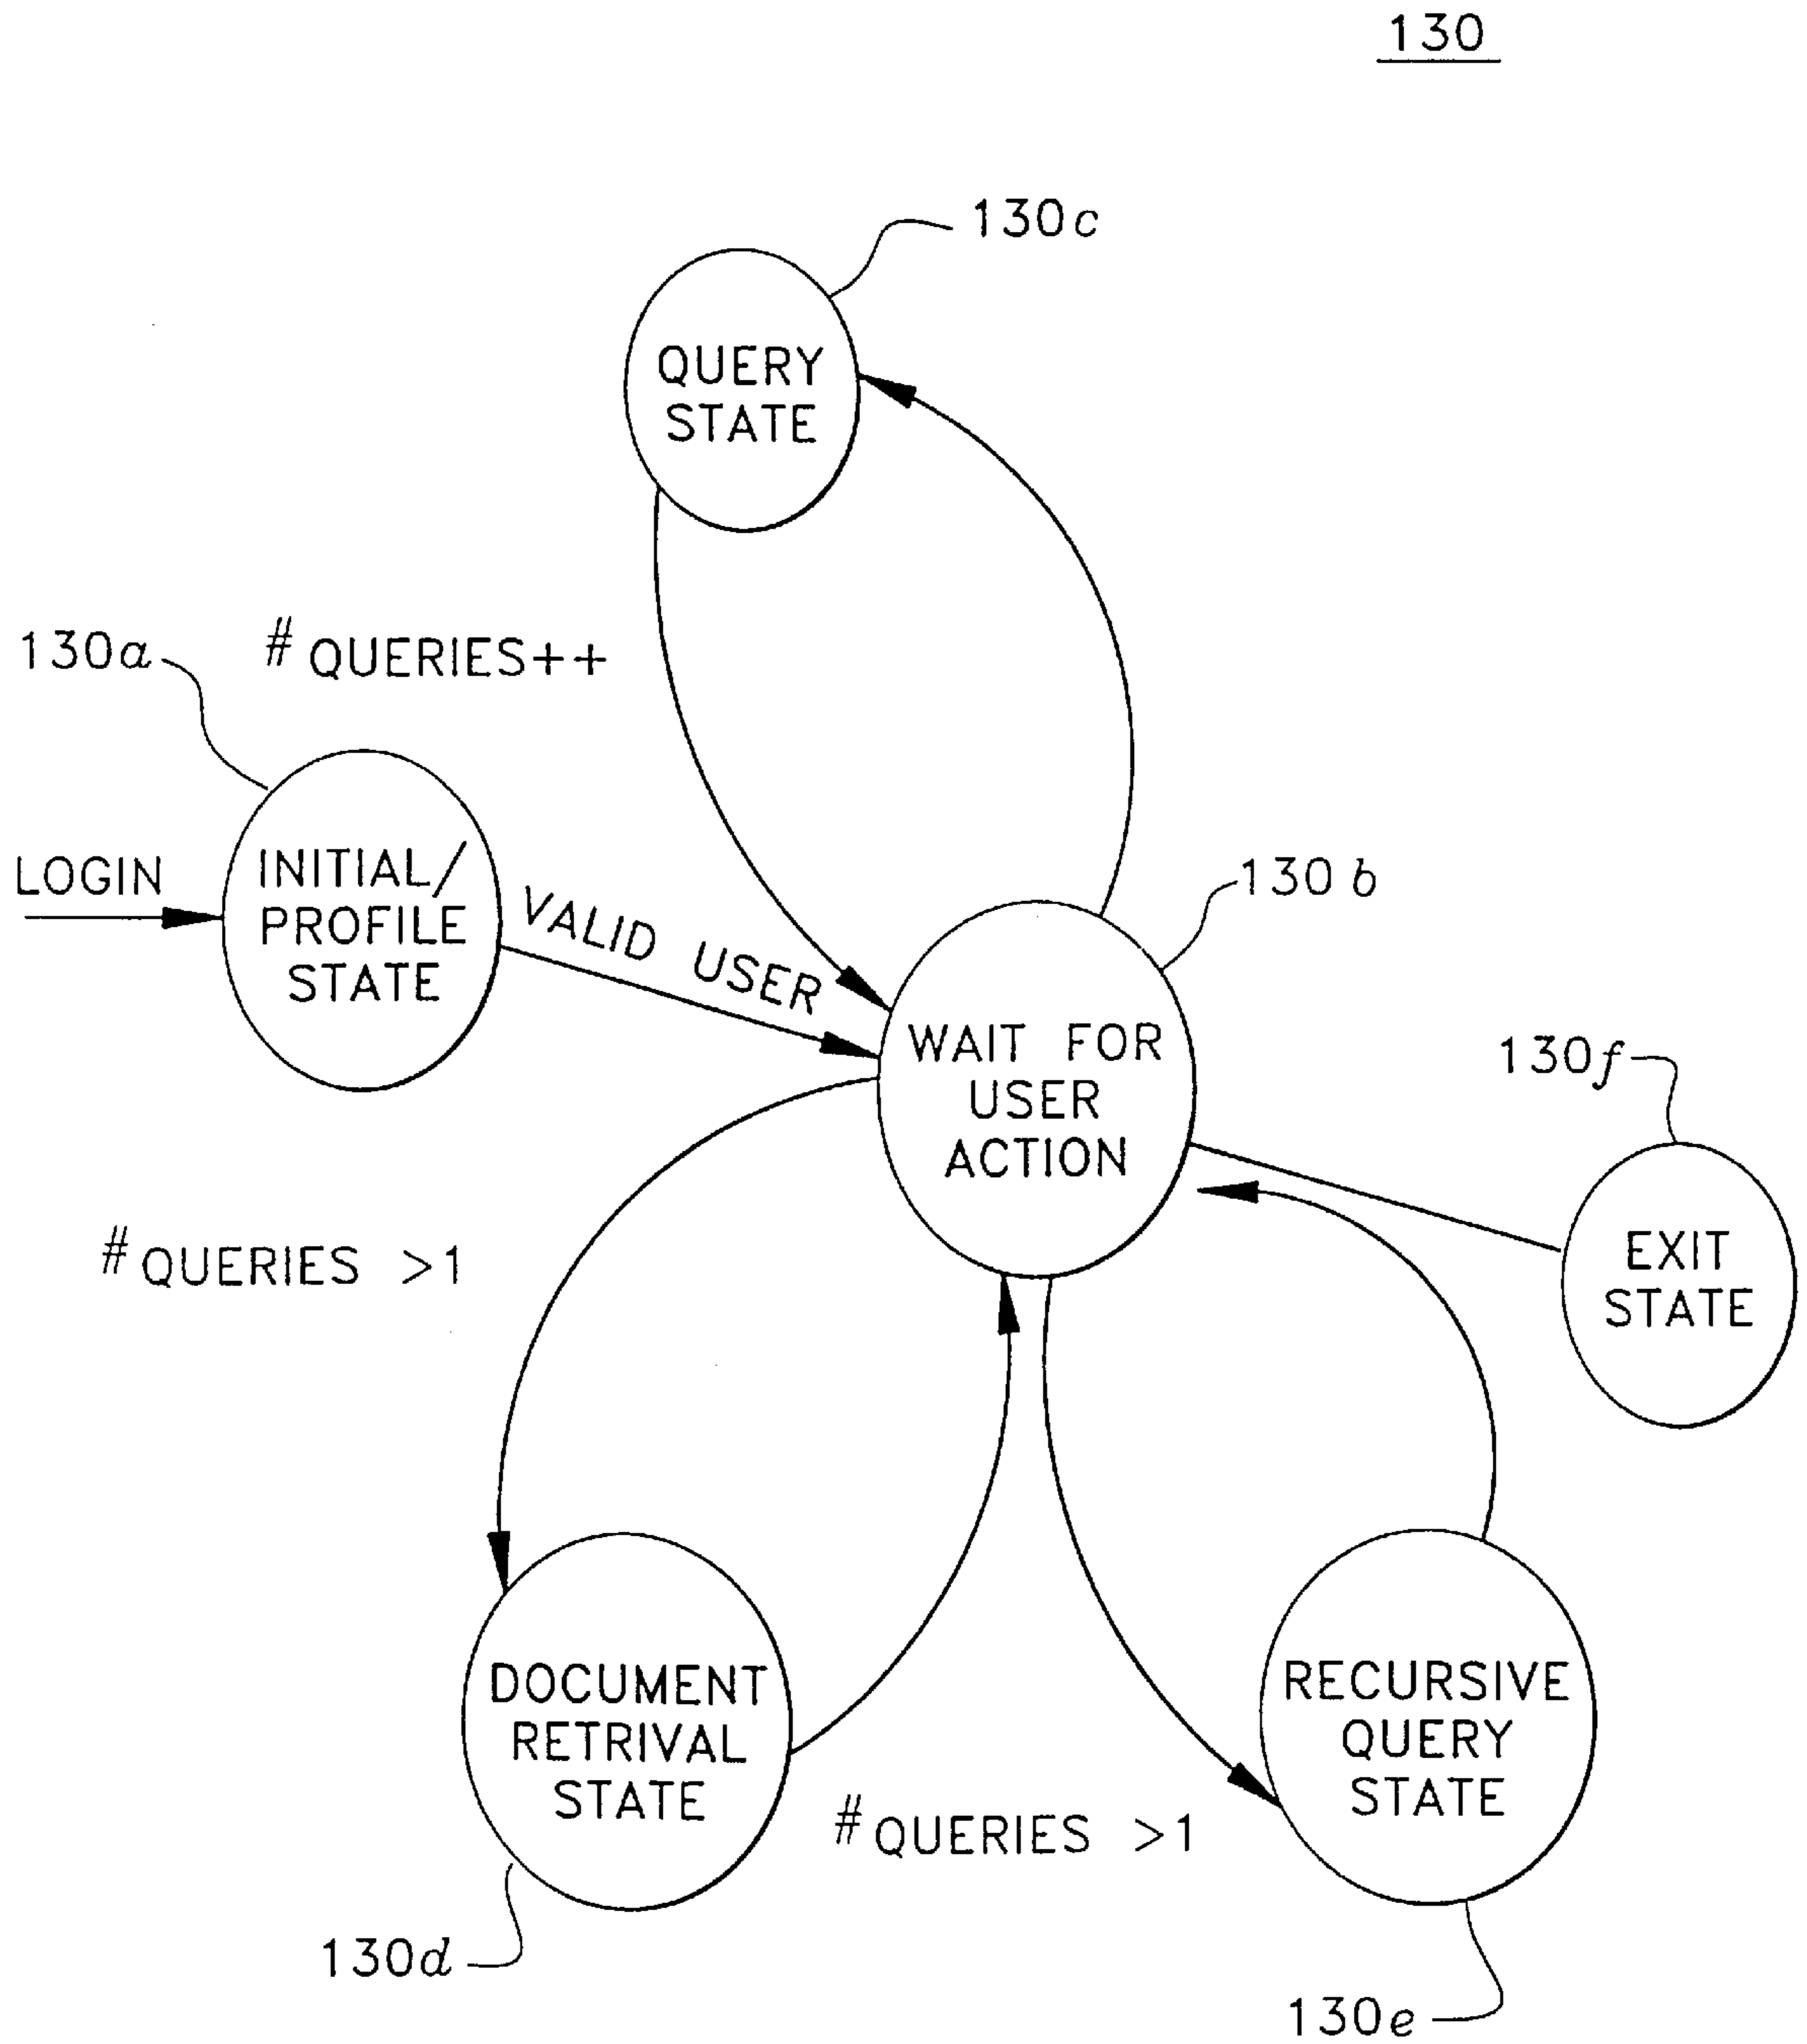 130
130c
QUERY
STATE
130a
# QUERIES++
LOGIN
INITIAL/
PROFILE
STATE
VALID USER
130b
WAIT FOR
USER
ACTION
130f
EXIT
STATE
# QUERIES >1
DOCUMENT
RETRIVAL
STATE
RECURSIVE
QUERY
STATE
# QUERIES >1
130d
130e